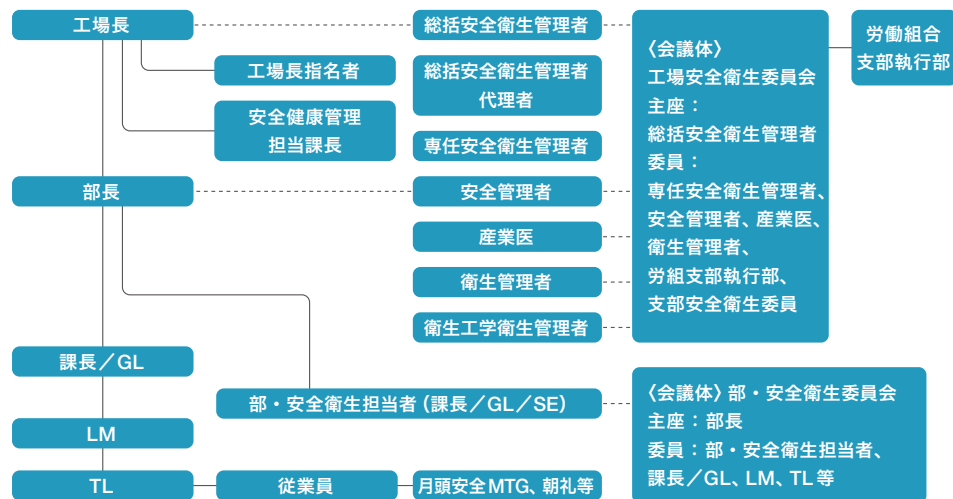 工場長
総括安全衛生管理者
工場長指名者
総括安全衛生管理者
代理者
安全健康管理
担当課長
専任安全衛生管理者
部長
安全管理者
産業医
衛生管理者
衛生工学衛生管理者
〈会議体〉
工場安全衛生委員会
主座：
総括安全衛生管理者
委員：
専任安全衛生管理者、
安全管理者、産業医、
衛生管理者、
労組支部執行部、
支部安全衛生委員
労働組合
支部執行部
課長／GL
部・安全衛生担当者（課長／GL／SE）
〈会議体〉部・安全衛生委員会
主座：部長
委員：部・安全衛生担当者、
課長／GL、LM、TL等
LM
TL
従業員
月頭安全MTG、朝礼等